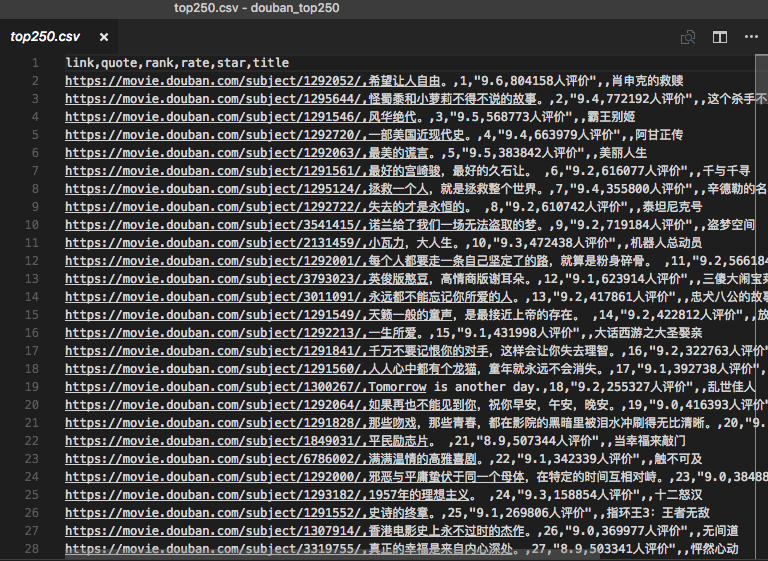 top250.csv - douban_top250
top250.csv ×
1 link,quote,rank,rate,star,title
2 https://movie.douban.com/subject/1292052/,希望让人自由。,1,"9.6,804158人评价",,肖申克的救赎
3 https://movie.douban.com/subject/1295644/,怪蜀黍和小萝莉不得不说的故事。,2,"9.4,772192人评价",,这个杀手不
4 https://movie.douban.com/subject/1291546/,风华绝代。,3,"9.5,568773人评价",,霸王别姬
5 https://movie.douban.com/subject/1292720/,一部美国近现代史。,4,"9.4,663979人评价",,阿甘正传
6 https://movie.douban.com/subject/1292063/,最美的谎言。,5,"9.5,383842人评价",,美丽人生
7 https://movie.douban.com/subject/1291561/,最好的宫崎骏，最好的久石让。 ,6,"9.2,616077人评价",,千与千寻
8 https://movie.douban.com/subject/1295124/,拯救一个人，就是拯救整个世界。,7,"9.4,355800人评价",,辛德勒的名
9 https://movie.douban.com/subject/1292722/,失去的才是永恒的。 ,8,"9.2,610742人评价",,泰坦尼克号
10 https://movie.douban.com/subject/3541415/,诺兰给了我们一场无法盗取的梦。,9,"9.2,719184人评价",,盗梦空间
11 https://movie.douban.com/subject/2131459/,小瓦力，大人生。,10,"9.3,472438人评价",,机器人总动员
12 https://movie.douban.com/subject/1292001/,每个人都要走一条自己坚定了的路，就算是粉身碎骨。 ,11,"9.2,566184
13 https://movie.douban.com/subject/3793023/,英俊版憨豆，高情商版谢耳朵。,12,"9.1,623914人评价",,三傻大闹宝莱
14 https://movie.douban.com/subject/3011091/,永远都不能忘记你所爱的人。,13,"9.2,417861人评价",,忠犬八公的故事
15 https://movie.douban.com/subject/1291549/,天籁一般的童声，是最接近上帝的存在。 ,14,"9.2,422812人评价",,放
16 https://movie.douban.com/subject/1292213/,一生所爱。,15,"9.1,431998人评价",,大话西游之大圣娶亲
17 https://movie.douban.com/subject/1291841/,千万不要记恨你的对手，这样会让你失去理智。,16,"9.2,322763人评价"
18 https://movie.douban.com/subject/1291560/,人人心中都有个龙猫，童年就永远不会消失。,17,"9.1,392738人评价",
19 https://movie.douban.com/subject/1300267/,Tomorrow is another day.,18,"9.2,255327人评价",,乱世佳人
20 https://movie.douban.com/subject/1292064/,如果再也不能见到你，祝你早安，午安，晚安。,19,"9.0,416393人评价"
21 https://movie.douban.com/subject/1291828/,那些吻戏，那些青春，都在影院的黑暗里被泪水冲刷得无比清晰。,20,"9.
22 https://movie.douban.com/subject/1849031/,平民励志片。 ,21,"8.9,507344人评价",,当幸福来敲门
23 https://movie.douban.com/subject/6786002/,满满温情的高雅喜剧。,22,"9.1,342339人评价",,触不可及
24 https://movie.douban.com/subject/1292000/,邪恶与平庸蛰伏于同一个母体，在特定的时间互相对峙。,23,"9.0,38488
25 https://movie.douban.com/subject/1293182/,1957年的理想主义。 ,24,"9.3,158854人评价",,十二怒汉
26 https://movie.douban.com/subject/1291552/,史诗的终章。,25,"9.1,269806人评价",,指环王3：王者无敌
27 https://movie.douban.com/subject/1307914/,香港电影史上永不过时的杰作。,26,"9.0,369977人评价",,无间道
28 https://movie.douban.com/subject/3319755/,真正的幸福是来自内心深处。,27,"8.9,503341人评价",,怦然心动